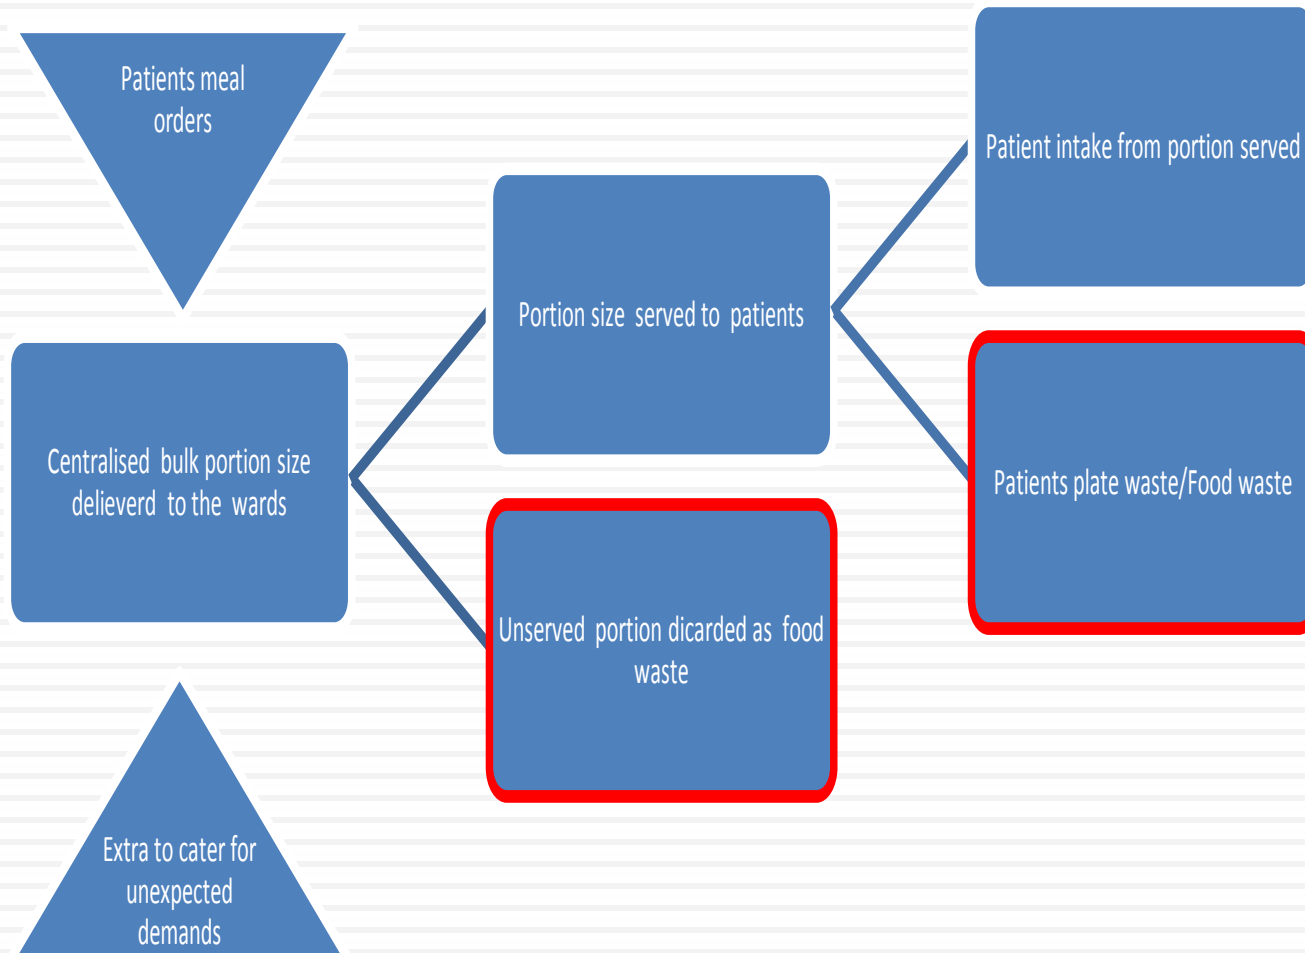 Patients meal
orders
Centralised bulk portion size
delieverd to the wards
Extra to cater for
unexpected
demands
Portion size served to patients
Unserved portion dicarded as food
waste
Patient intake from portion served
Patients plate waste/Food waste